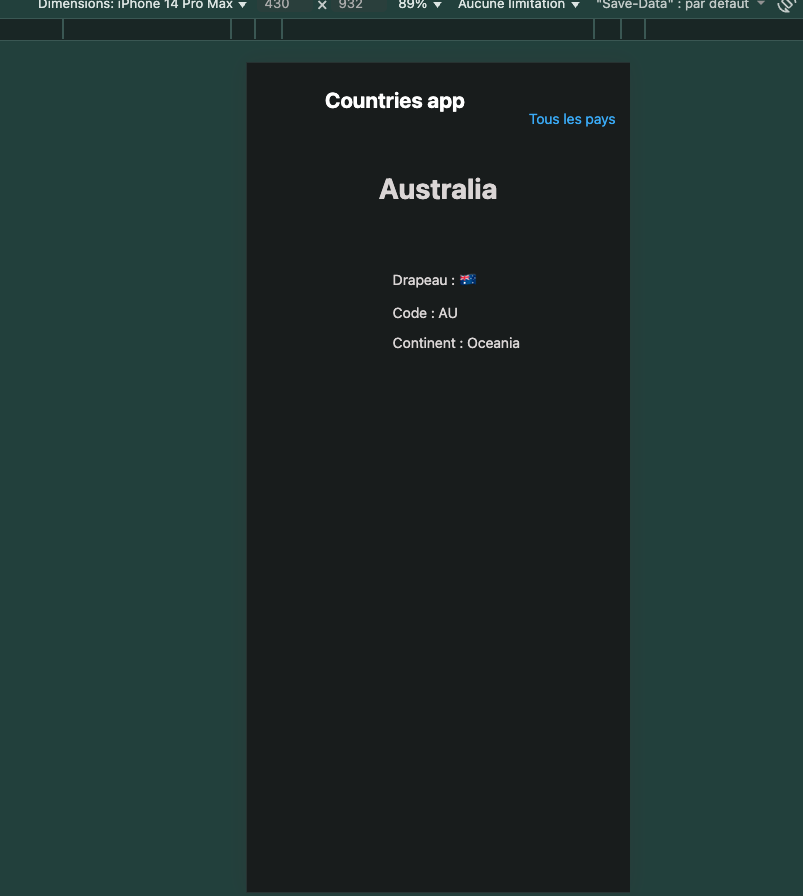 Dimensions: iPhone 14 Pro Max 430 × 932 89% Aucune limitation "Save-Data" : par défaut
Countries app
Tous les pays
Australia
Drapeau : 🇦🇺
Code : AU
Continent : Oceania